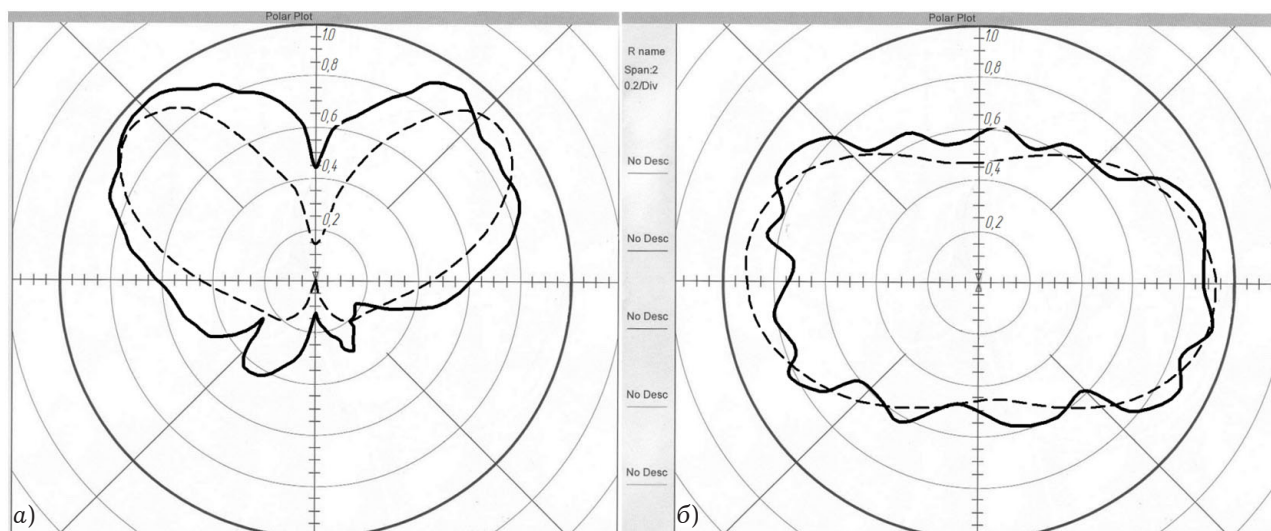 Polar Plot
1.0
0,8
0,6
0,4
0,2
а)
Polar Plot
R name
Span:2
0.2/Div
No Desc
No Desc
No Desc
No Desc
No Desc
1.0
0,8
0,6
0,4
0,2
б)